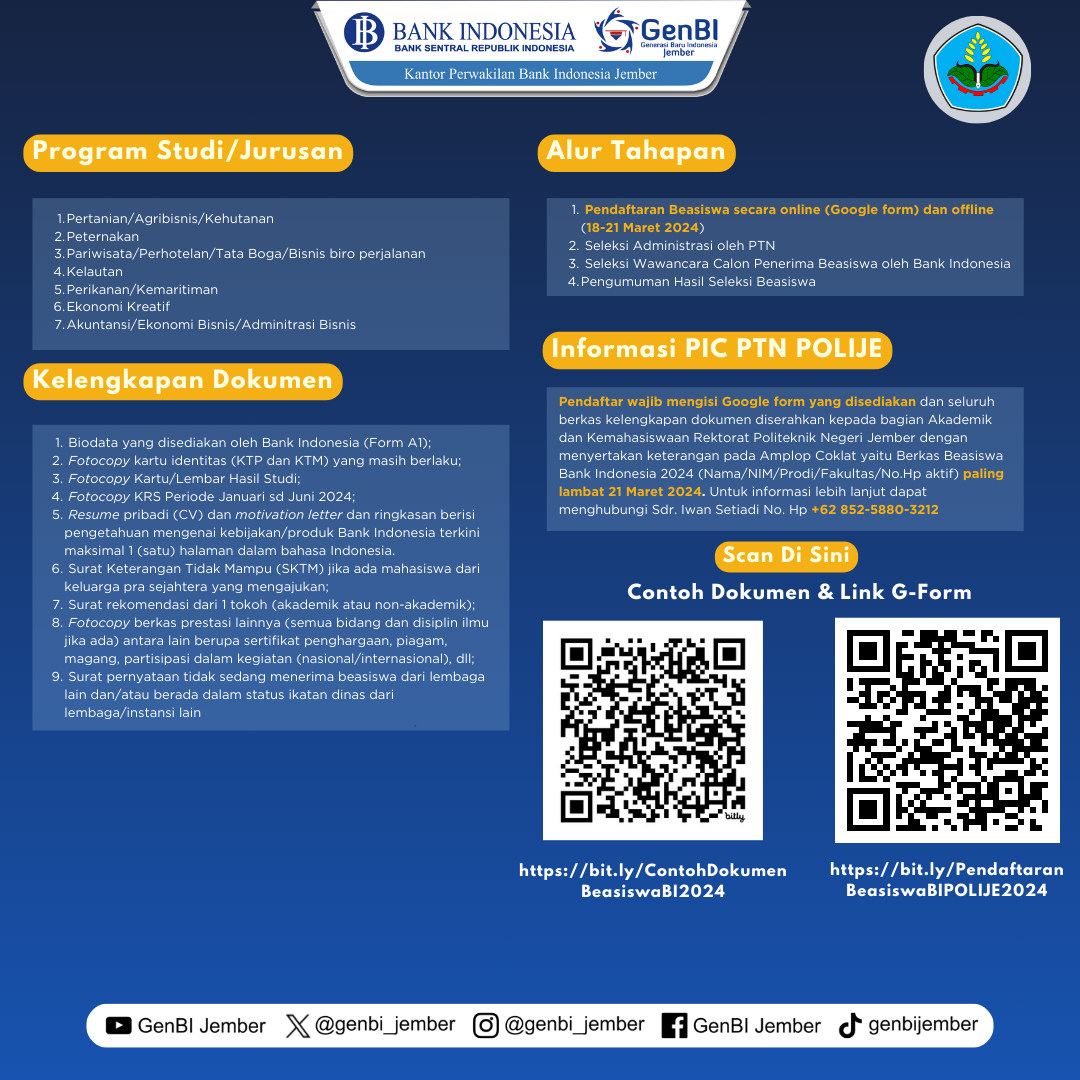 BANK INDONESIA
BANK SENTRAL REPUBLIK INDONESIA
GenBI
Generasi Baru Indonesia
Jember
Kantor Perwakilan Bank Indonesia Jember
Program Studi/Jurusan
1. Pertanian/Agribisnis/Kehutanan
2. Peternakan
3. Pariwisata/Perhotelan/Tata Boga/Bisnis biro perjalanan
4. Kelautan
5. Perikanan/Kemaritiman
6. Ekonomi Kreatif
7. Akuntansi/Ekonomi Bisnis/Adminitrasi Bisnis
Kelengkapan Dokumen
1. Biodata yang disediakan oleh Bank Indonesia (Form A1);
2. Fotocopy kartu identitas (KTP dan KTM) yang masih berlaku;
3. Fotocopy Kartu/Lembar Hasil Studi;
4. Fotocopy KRS Periode Januari sd Juni 2024;
5. Resume pribadi (CV) dan motivation letter dan ringkasan berisi
pengetahuan mengenai kebijakan/produk Bank Indonesia terkini
maksimal 1 (satu) halaman dalam bahasa Indonesia.
6. Surat Keterangan Tidak Mampu (SKTM) jika ada mahasiswa dari
keluarga pra sejahtera yang mengajukan;
7. Surat rekomendasi dari 1 tokoh (akademik atau non-akademik);
8. Fotocopy berkas prestasi lainnya (semua bidang dan disiplin ilmu
jika ada) antara lain berupa sertifikat penghargaan, piagam,
magang, partisipasi dalam kegiatan (nasional/internasional), dll;
9. Surat pernyataan tidak sedang menerima beasiswa dari lembaga
lain dan/atau berada dalam status ikatan dinas dari
lembaga/instansi lain
Alur Tahapan
1. Pendaftaran Beasiswa secara online (Google form) dan offline
(18-21 Maret 2024)
2. Seleksi Administrasi oleh PTN
3. Seleksi Wawancara Calon Penerima Beasiswa oleh Bank Indonesia
4. Pengumuman Hasil Seleksi Beasiswa
Informasi PIC PTN POLIJE
Pendaftar wajib mengisi Google form yang disediakan dan seluruh
berkas kelengkapan dokumen diserahkan kepada bagian Akademik
dan Kemahasiswaan Rektorat Politeknik Negeri Jember dengan
menyertakan keterangan pada Amplop Coklat yaitu Berkas Beasiswa
Bank Indonesia 2024 (Nama/NIM/Prodi/Fakultas/No.Hp aktif) paling
lambat 21 Maret 2024. Untuk informasi lebih lanjut dapat
menghubungi Sdr. Iwan Setiadi No. Hp +62 852-5880-3212
Scan Di Sini
Contoh Dokumen & Link G-Form
bitly
https://bit.ly/ContohDokumen
BeasiswaBI2024
https://bit.ly/Pendaftaran
BeasiswaBIPOLIJE2024
GenBI Jember
@genbi_jember
@genbi_jember
GenBI Jember
genbijember